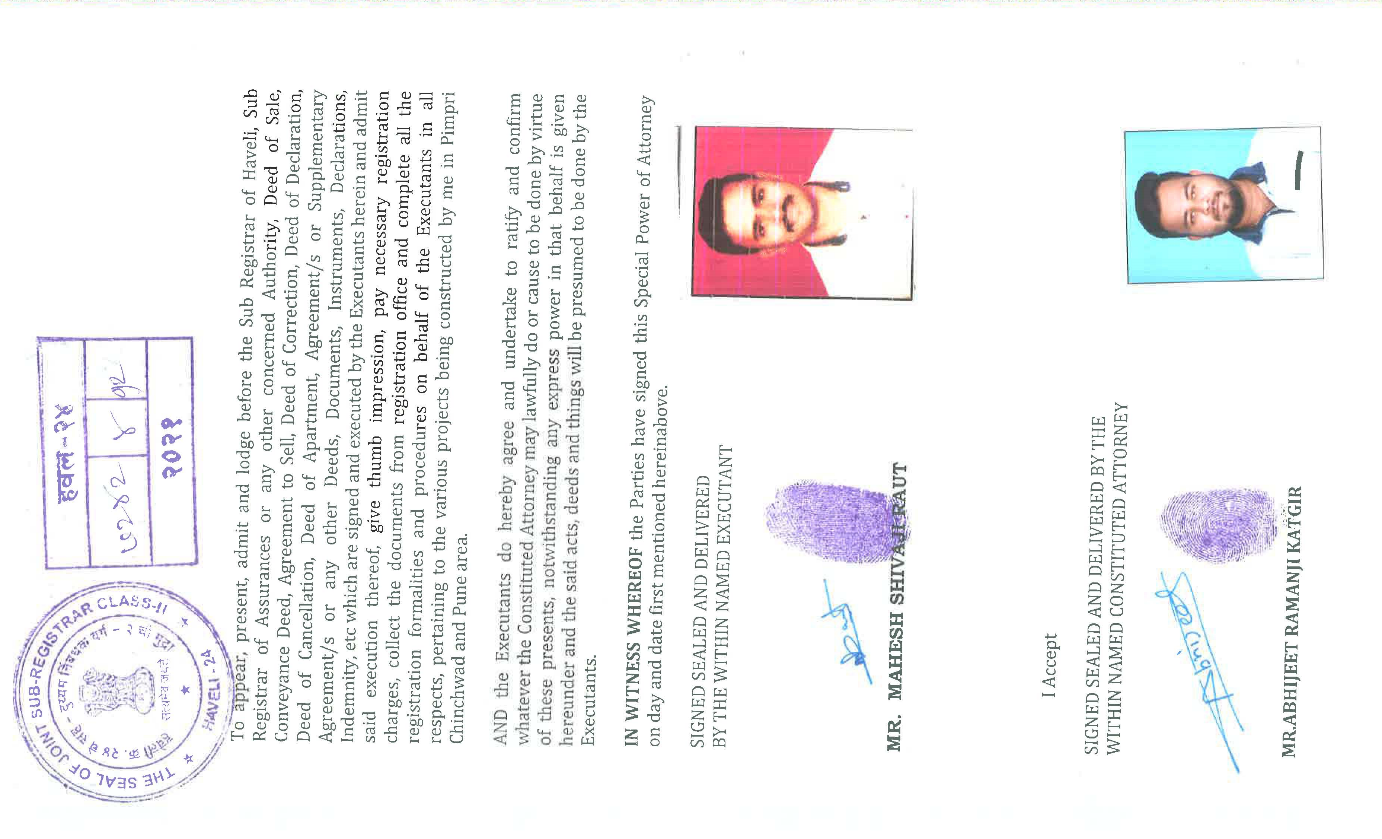 हवल - २४
७२४२ ४ १२
२०२१
THE SEAL OF JOINT SUB-REGISTRAR CLASS-II
HAVELI - 24
सत्यमेव जयते
To appear, present, admit and lodge before the Sub Registrar of Haveli, Sub
Registrar of Assurances or any other concerned Authority, Deed of Sale,
Conveyance Deed, Agreement to Sell, Deed of Correction, Deed of Declaration,
Deed of Cancellation, Deed of Apartment, Agreement/s or Supplementary
Agreement/s or any other Deeds, Documents, Instruments, Declarations,
Indemnity, etc which are signed and executed by the Executants herein and admit
said execution thereof, give thumb impression, pay necessary registration
charges, collect the documents from registration office and complete all the
registration formalities and procedures on behalf of the Executants in all
respects, pertaining to the various projects being constructed by me in Pimpri
Chinchwad and Pune area.
AND the Executants do hereby agree and undertake to ratify and confirm
whatever the Constituted Attorney may lawfully do or cause to be done by virtue
of these presents, notwithstanding any express power in that behalf is given
hereunder and the said acts, deeds and things will be presumed to be done by the
Executants.
IN WITNESS WHEREOF the Parties have signed this Special Power of Attorney
on day and date first mentioned hereinabove.
SIGNED SEALED AND DELIVERED
BY THE WITHIN NAMED EXECUTANT
MR. MAHESH SHIVAJI RAUT
I Accept
SIGNED SEALED AND DELIVERED BY THE
WITHIN NAMED CONSTITUTED ATTORNEY
Abhijeet
MR.ABHIJEET RAMANJI KATGIR